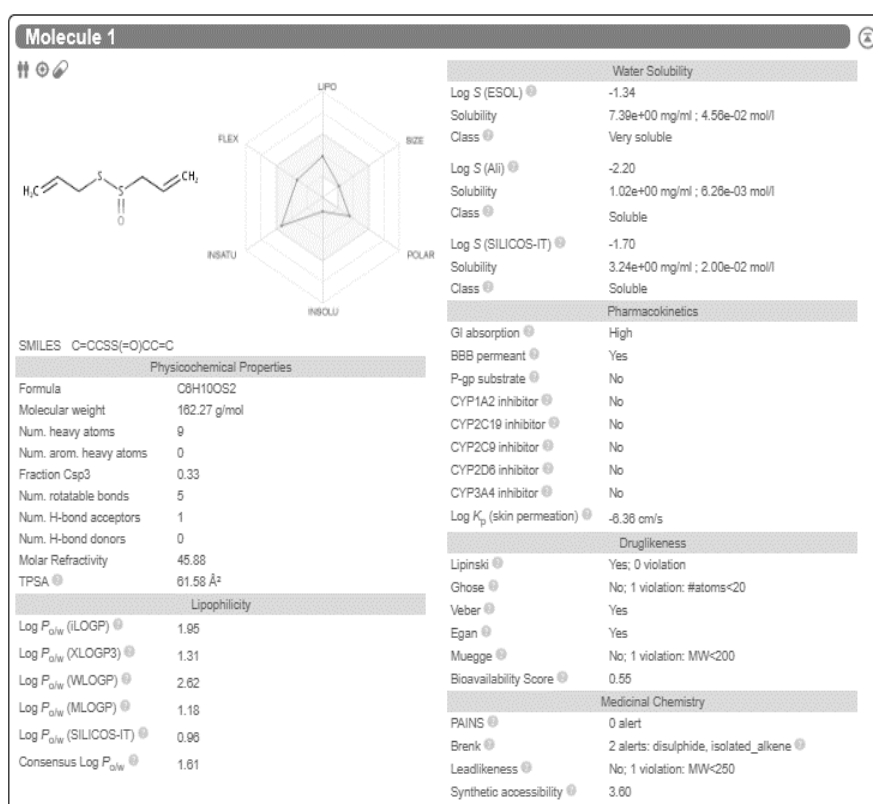 Molecule 1
H₃C
S
S
O
CH₂
LIPO
FLEX
SIZE
INSATU
POLAR
INSOLU
SMILES C=CCSS(=O)CC=C
Physicochemical Properties
Formula C6H10OS2
Molecular weight 162.27 g/mol
Num. heavy atoms 9
Num. arom. heavy atoms 0
Fraction Csp3 0.33
Num. rotatable bonds 5
Num. H-bond acceptors 1
Num. H-bond donors 0
Molar Refractivity 45.88
TPSA 61.58 Å²
Lipophilicity
Log Po/w (iLOGP) 1.95
Log Po/w (XLOGP3) 1.31
Log Po/w (WLOGP) 2.62
Log Po/w (MLOGP) 1.18
Log Po/w (SILICOS-IT) 0.96
Consensus Log Po/w 1.61
Water Solubility
Log S (ESOL) -1.34
Solubility 7.39e+00 mg/ml ; 4.56e-02 mol/l
Class Very soluble
Log S (Ali) -2.20
Solubility 1.02e+00 mg/ml ; 6.26e-03 mol/l
Class Soluble
Log S (SILICOS-IT) -1.70
Solubility 3.24e+00 mg/ml ; 2.00e-02 mol/l
Class Soluble
Pharmacokinetics
GI absorption High
BBB permeant Yes
P-gp substrate No
CYP1A2 inhibitor No
CYP2C19 inhibitor No
CYP2C9 inhibitor No
CYP2D6 inhibitor No
CYP3A4 inhibitor No
Log Kp (skin permeation) -6.36 cm/s
Druglikeness
Lipinski Yes; 0 violation
Ghose No; 1 violation: #atoms<20
Veber Yes
Egan Yes
Muegge No; 1 violation: MW<200
Bioavailability Score 0.55
Medicinal Chemistry
PAINS 0 alert
Brenk 2 alerts: disulphide, isolated_alkene
Leadlikeness No; 1 violation: MW<250
Synthetic accessibility 3.60